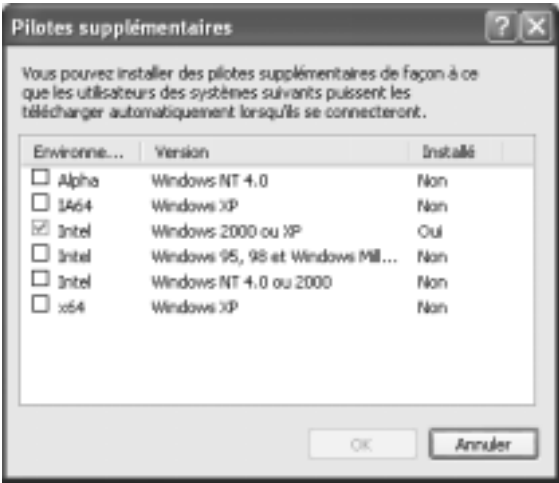 Pilotes supplémentaires
Vous pouvez installer des pilotes supplémentaires de façon à ce
que les utilisateurs des systèmes suivants puissent les
télécharger automatiquement lorsqu'ils se connecteront.
Environne... Version Installé
Alpha Windows NT 4.0 Non
IA64 Windows XP Non
Intel Windows 2000 ou XP Oui
Intel Windows 95, 98 et Windows Mill... Non
Intel Windows NT 4.0 ou 2000 Non
x64 Windows XP Non
OK Annuler